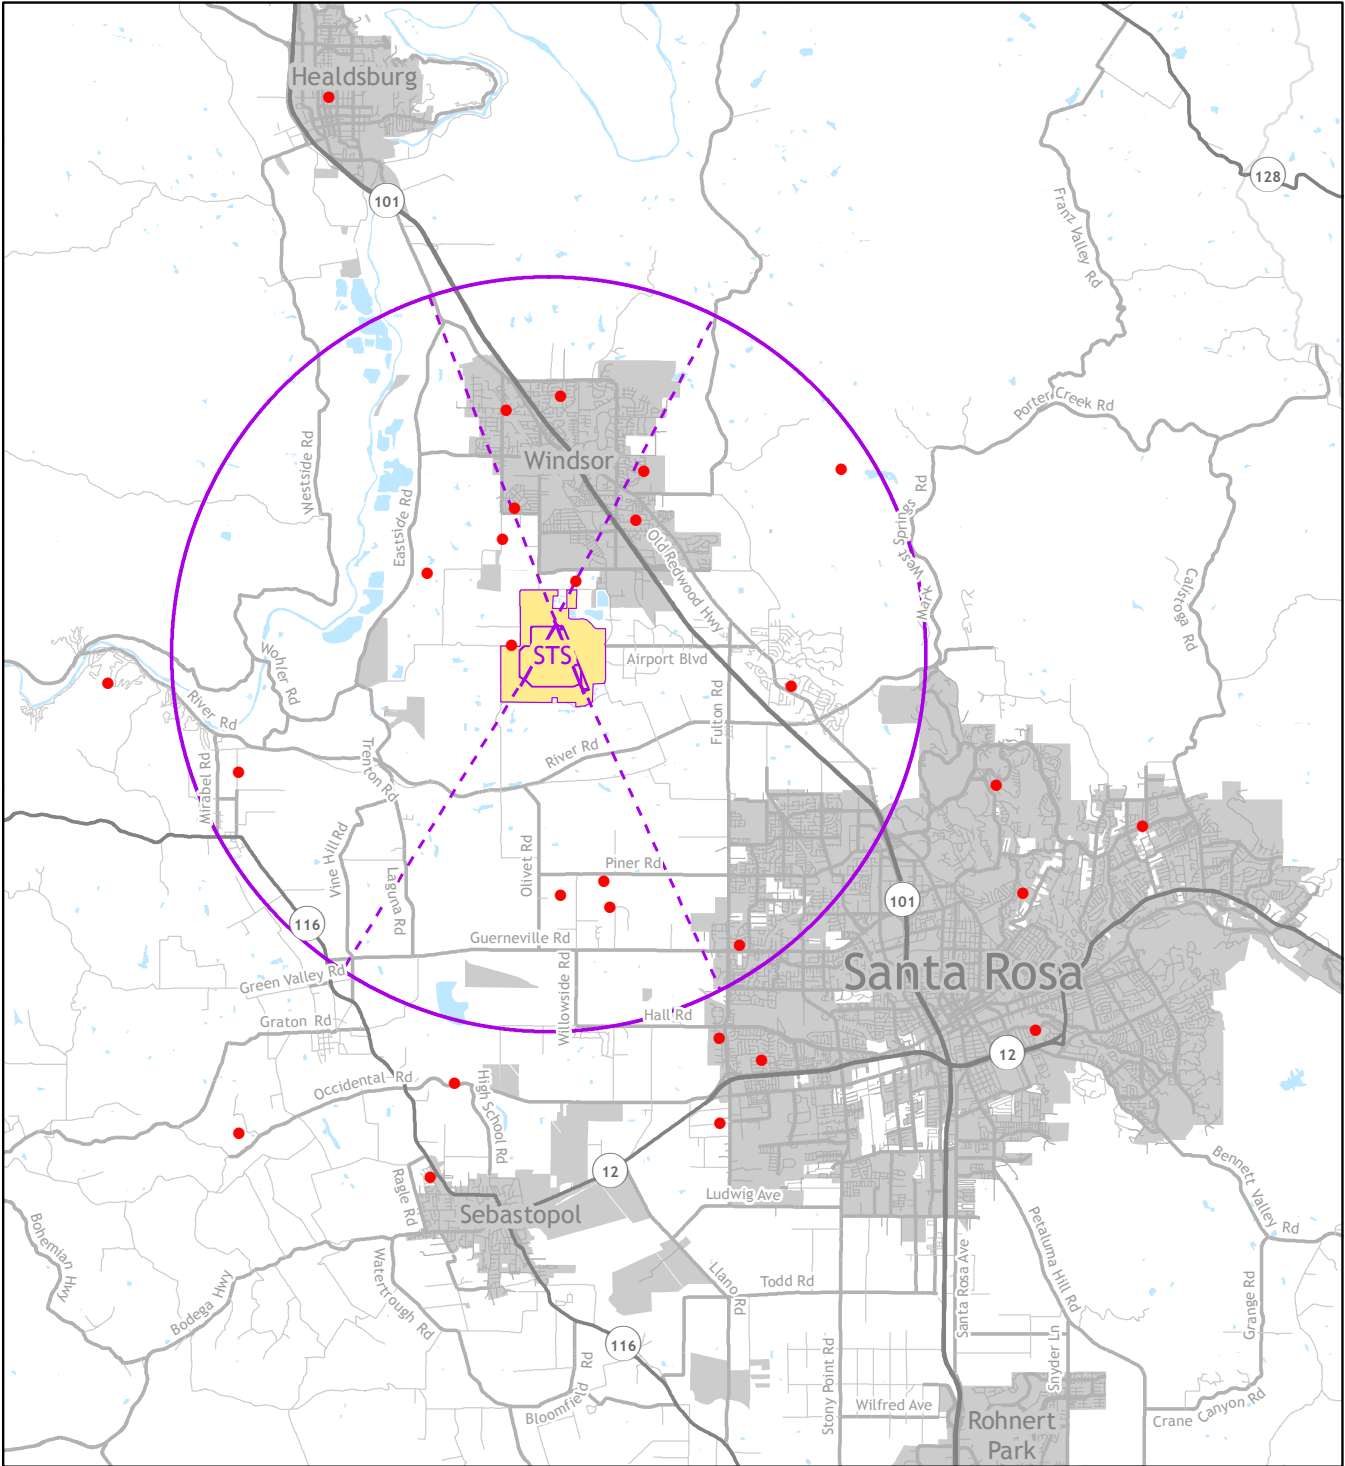 Healdsburg
101
128
Franz Valley Rd
Porter Creek Rd
Westside Rd
Windsor
Eastside Rd
Old Redwood Hwy
Mark West Springs Rd
Calistoga Rd
STS
Airport Blvd
Wohler Rd
River Rd
Fulton Rd
River Rd
Trenton Rd
Mirabel Rd
Vine Hill Rd
Olivet Rd
Piner Rd
Laguna Rd
101
116
Guerneville Rd
Santa Rosa
Green Valley Rd
Willowside Rd
Hall Rd
Graton Rd
12
Occidental Rd
High School Rd
12
Ragle Rd
Ludwig Ave
Bennett Valley Rd
Sebastopol
Bohemian Hwy
Petaluma Hill Rd
Watertrough Rd
Llano Rd
Todd Rd
Santa Rosa Ave
Grange Rd
Bodega Hwy
116
Stony Point Rd
Snyder Ln
Bloomfield Rd
Wilfred Ave
Rohnert
Park
Crane Canyon Rd